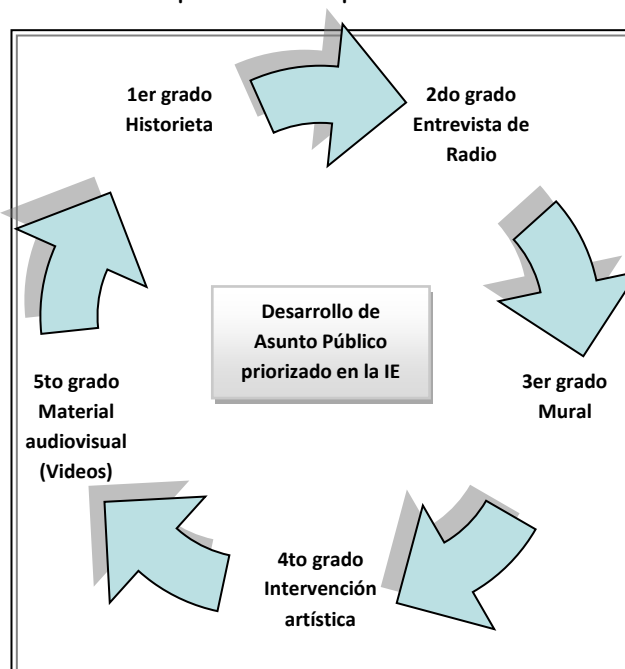 1er grado
Historieta
2do grado
Entrevista de
Radio
Desarrollo de
Asunto Público
priorizado en la IE
3er grado
Mural
4to grado
Intervención
artística
5to grado
Material
audiovisual
(Videos)